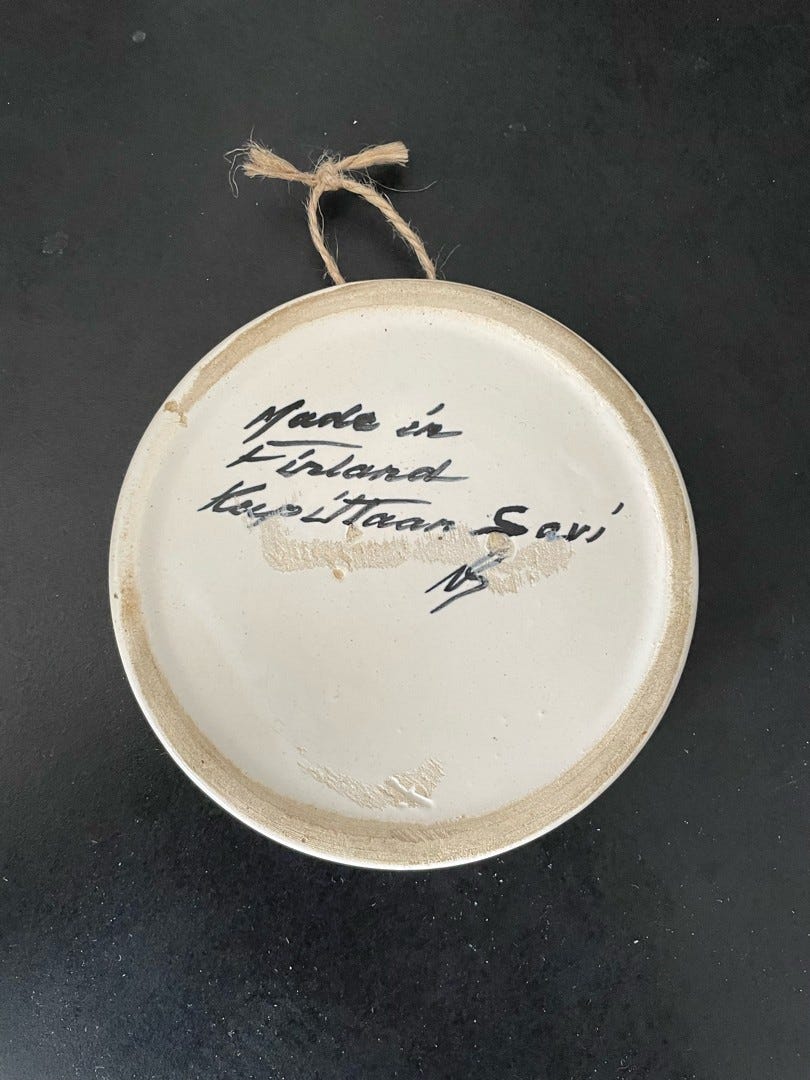 Made in
Finland
Kupittaan Savi